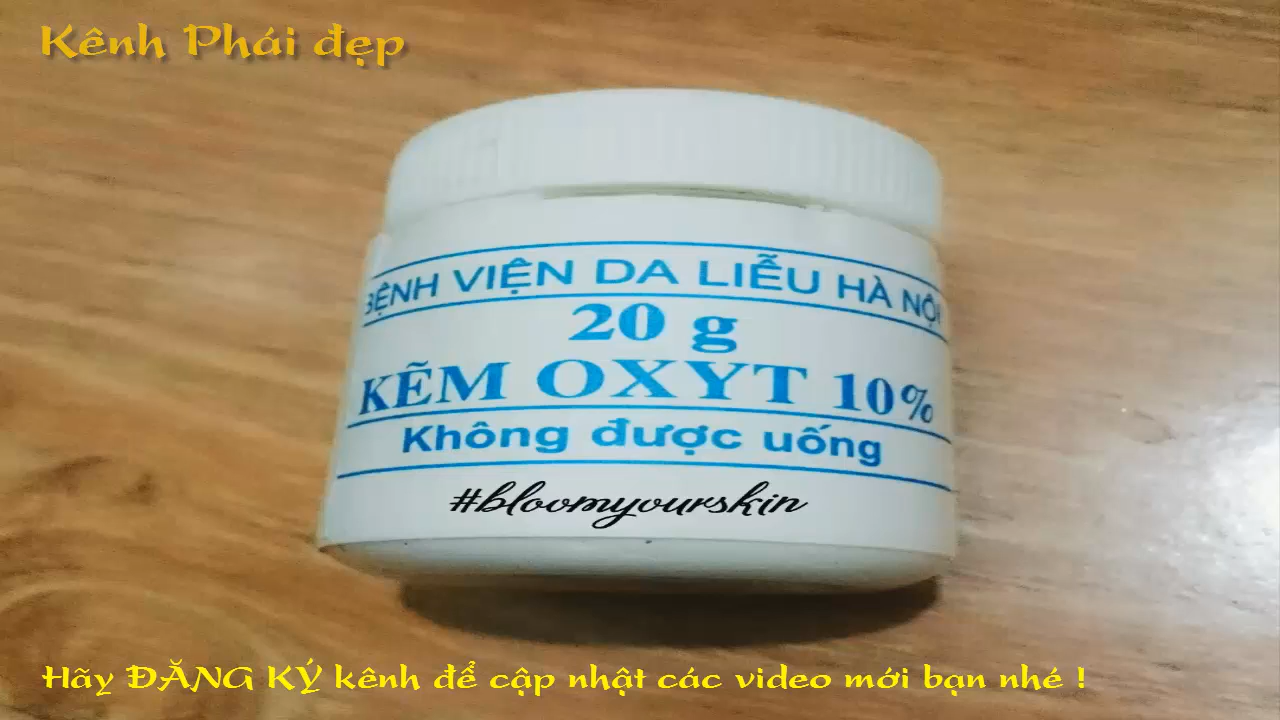 Kênh Phái đẹp
BỆNH VIỆN DA LIỄU HÀ NỘI
20 g
KẼM OXYT 10%
Không được uống
#bloomyourskin
Hãy ĐĂNG KÝ kênh để cập nhật các video mới bạn nhé !